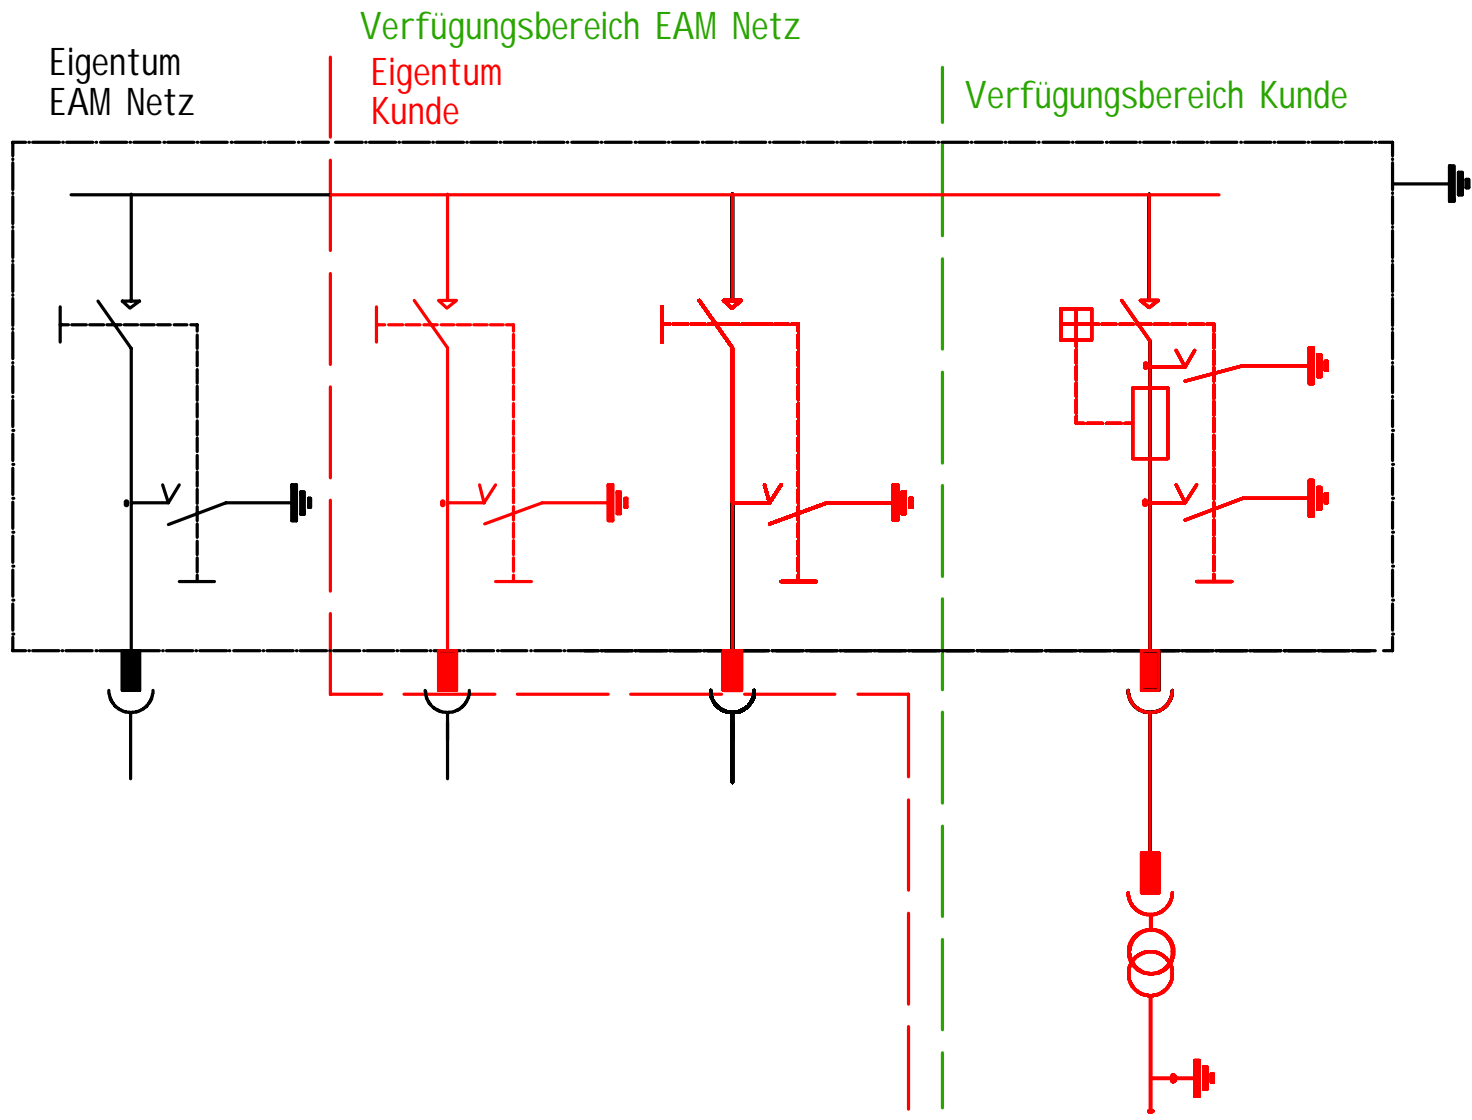 Verfügungsbereich EAM Netz
Eigentum
EAM Netz
Eigentum
Kunde
Verfügungsbereich Kunde